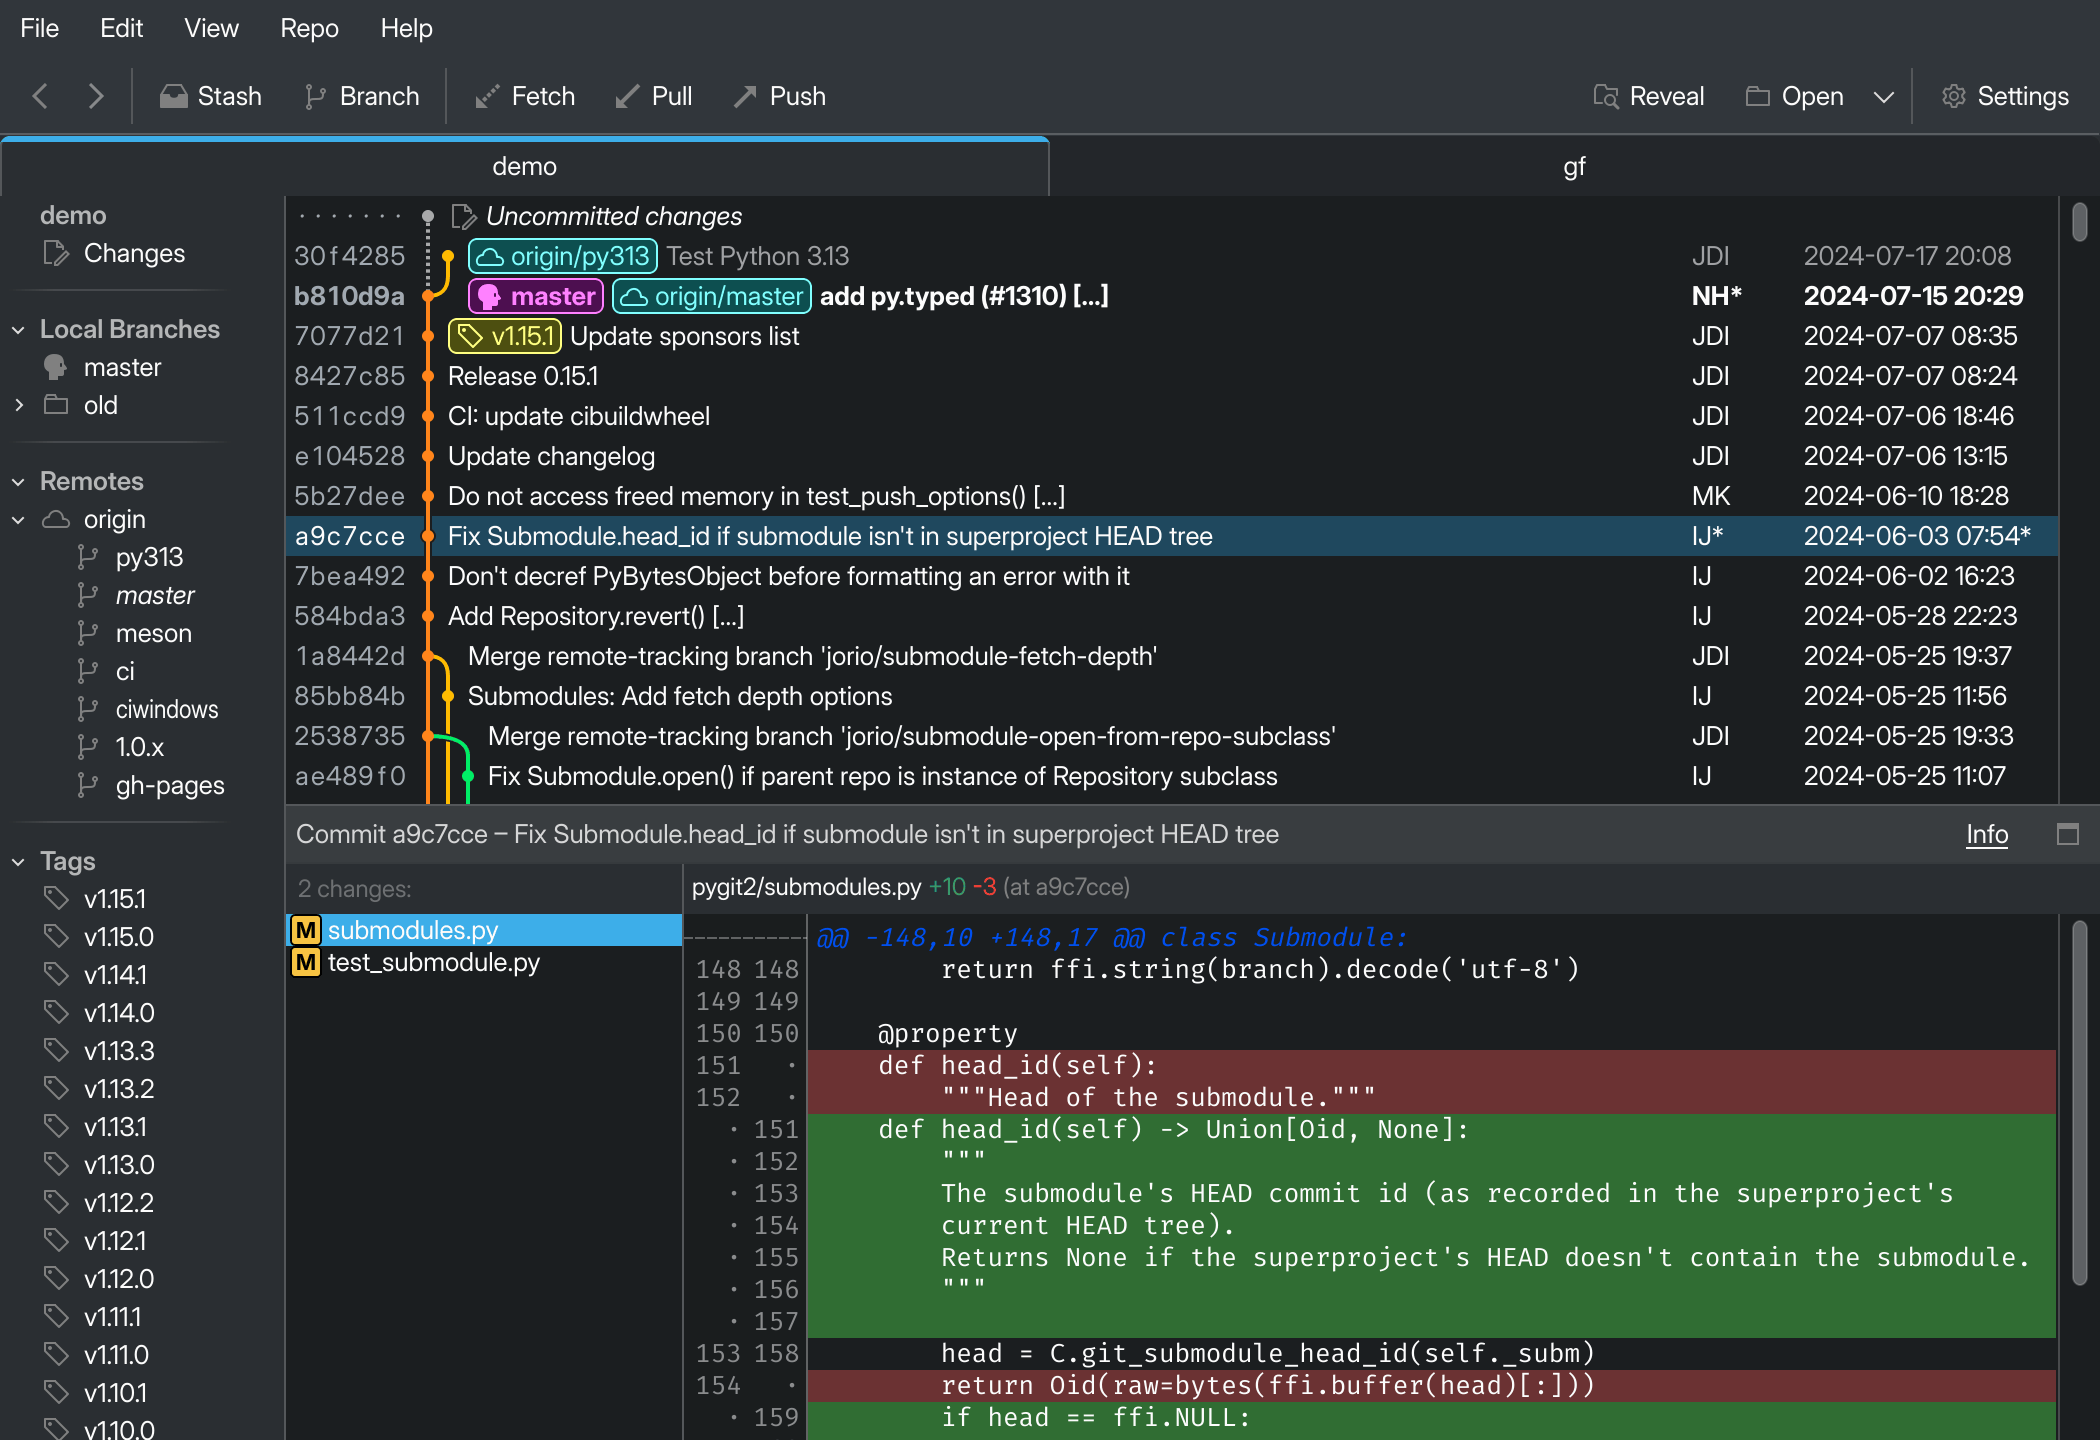 File Edit View Repo Help
Stash Branch Fetch Pull Push Reveal Open Settings
demo gf
demo
Changes
Local Branches
master
old
Remotes
origin
py313
master
meson
ci
ciwindows
1.0.x
gh-pages
Tags
v1.15.1
v1.15.0
v1.14.1
v1.14.0
v1.13.3
v1.13.2
v1.13.1
v1.13.0
v1.12.2
v1.12.1
v1.12.0
v1.11.1
v1.11.0
v1.10.1
v1.10.0
· · · · · · · Uncommitted changes
30f4285 origin/py313 Test Python 3.13 JDI 2024-07-17 20:08
b810d9a master origin/master add py.typed (#1310) [...] NH* 2024-07-15 20:29
7077d21 v1.15.1 Update sponsors list JDI 2024-07-07 08:35
8427c85 Release 0.15.1 JDI 2024-07-07 08:24
511ccd9 CI: update cibuildwheel JDI 2024-07-06 18:46
e104528 Update changelog JDI 2024-07-06 13:15
5b27dee Do not access freed memory in test_push_options() [...] MK 2024-06-10 18:28
a9c7cce Fix Submodule.head_id if submodule isn't in superproject HEAD tree IJ* 2024-06-03 07:54*
7bea492 Don't decref PyBytesObject before formatting an error with it IJ 2024-06-02 16:23
584bda3 Add Repository.revert() [...] IJ 2024-05-28 22:23
1a8442d Merge remote-tracking branch 'jorio/submodule-fetch-depth' JDI 2024-05-25 19:37
85bb84b Submodules: Add fetch depth options IJ 2024-05-25 11:56
2538735 Merge remote-tracking branch 'jorio/submodule-open-from-repo-subclass' JDI 2024-05-25 19:33
ae489f0 Fix Submodule.open() if parent repo is instance of Repository subclass IJ 2024-05-25 11:07
Commit a9c7cce – Fix Submodule.head_id if submodule isn't in superproject HEAD tree Info
2 changes:
M submodules.py
M test_submodule.py
pygit2/submodules.py +10 -3 (at a9c7cce)
@@ -148,10 +148,17 @@ class Submodule:
148 148 return ffi.string(branch).decode('utf-8')
149 149
150 150 @property
151 · def head_id(self):
152 · """Head of the submodule."""
· 151 def head_id(self) -> Union[Oid, None]:
· 152 """
· 153 The submodule's HEAD commit id (as recorded in the superproject's
· 154 current HEAD tree).
· 155 Returns None if the superproject's HEAD doesn't contain the submodule.
· 156 """
· 157
153 158 head = C.git_submodule_head_id(self._subm)
154 · return Oid(raw=bytes(ffi.buffer(head)[:]))
· 159 if head == ffi.NULL: